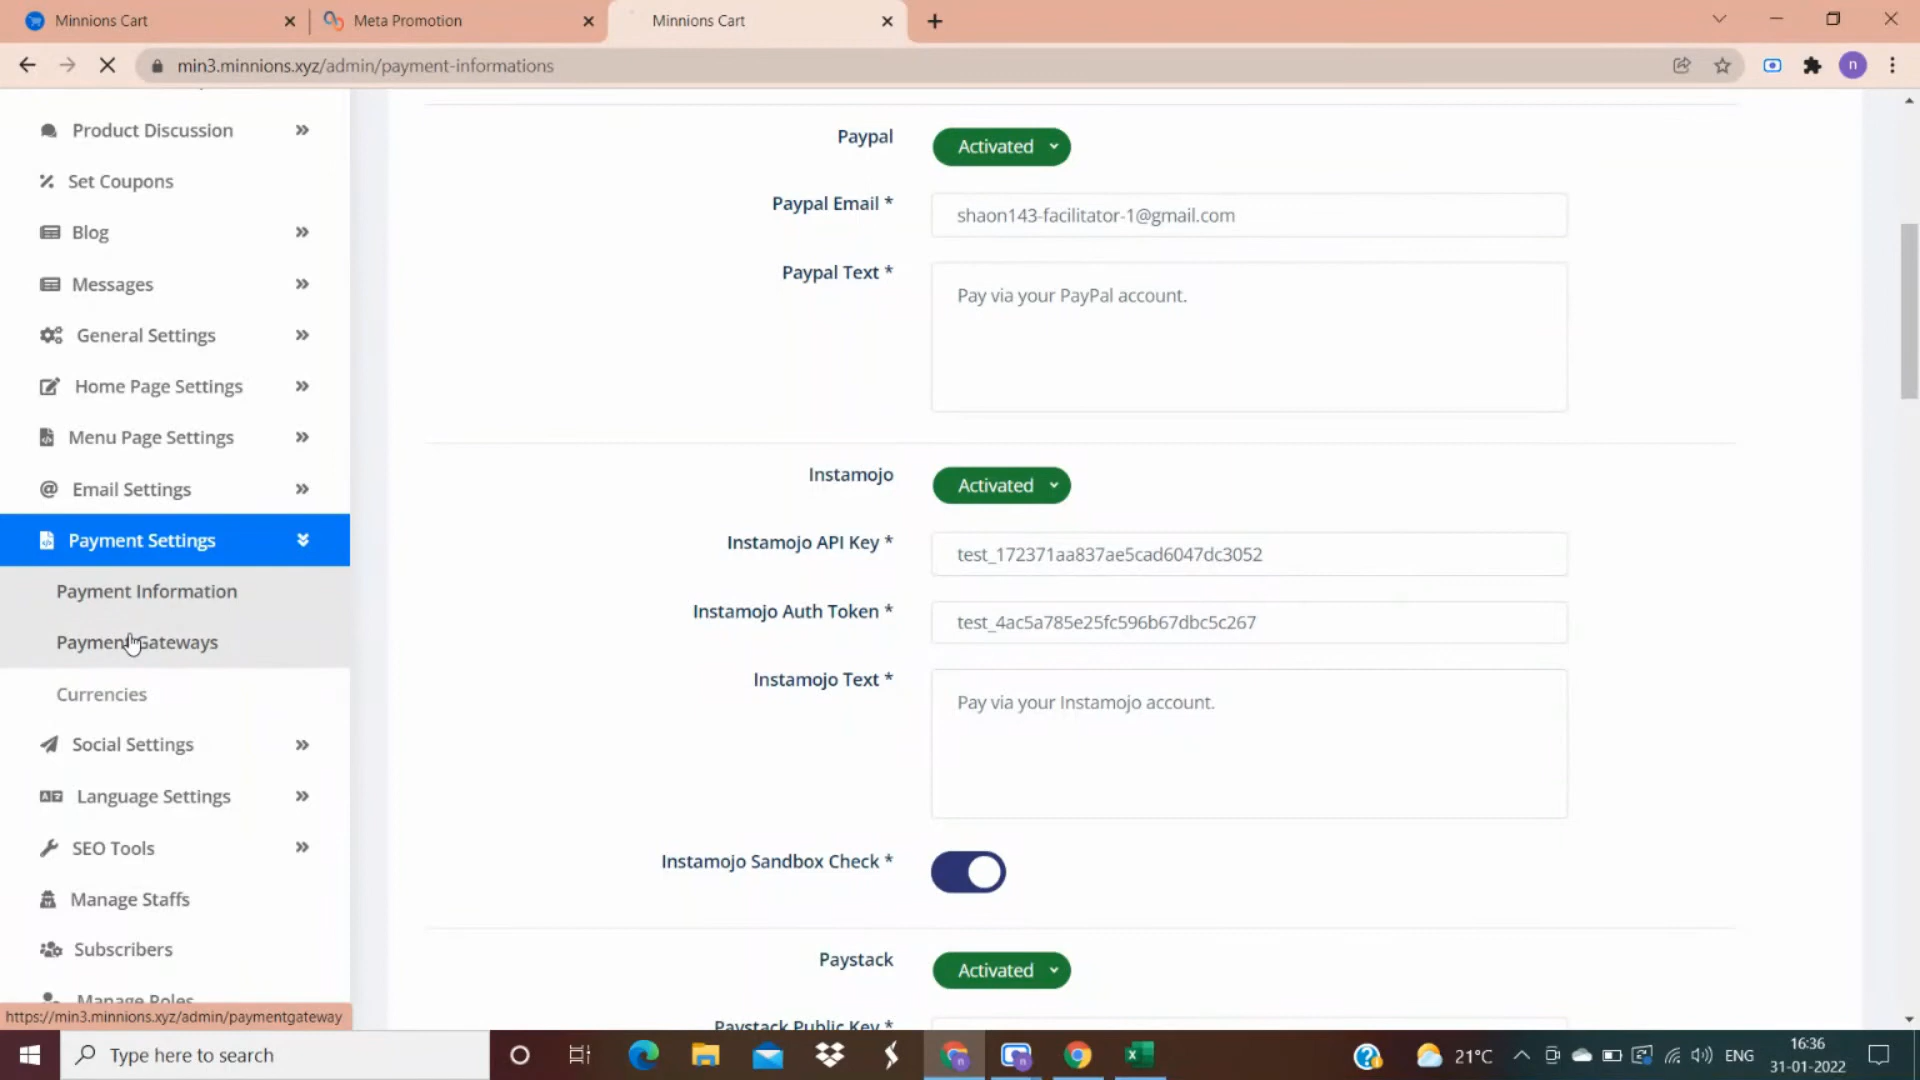 Minnions Cart
Meta Promotion
Minnions Cart
min3.minnions.xyz/admin/payment-informations
n
Product Discussion
Set Coupons
Blog
Messages
General Settings
Home Page Settings
Menu Page Settings
Email Settings
Payment Settings
Payment Information
Payment Gateways
Currencies
Social Settings
Language Settings
SEO Tools
Manage Staffs
Subscribers
Manage Roles
https://min3.minnions.xyz/admin/paymentgateway
Paypal
Activated
Paypal Email *
shaon143-facilitator-1@gmail.com
Paypal Text *
Pay via your PayPal account.
Instamojo
Activated
Instamojo API Key *
test_172371aa837ae5cad6047dc3052
Instamojo Auth Token *
test_4ac5a785e25fc596b67dbc5c267
Instamojo Text *
Pay via your Instamojo account.
Instamojo Sandbox Check *
Paystack
Activated
Paystack Public Key *
Type here to search
21°C
ENG
16:36
31-01-2022